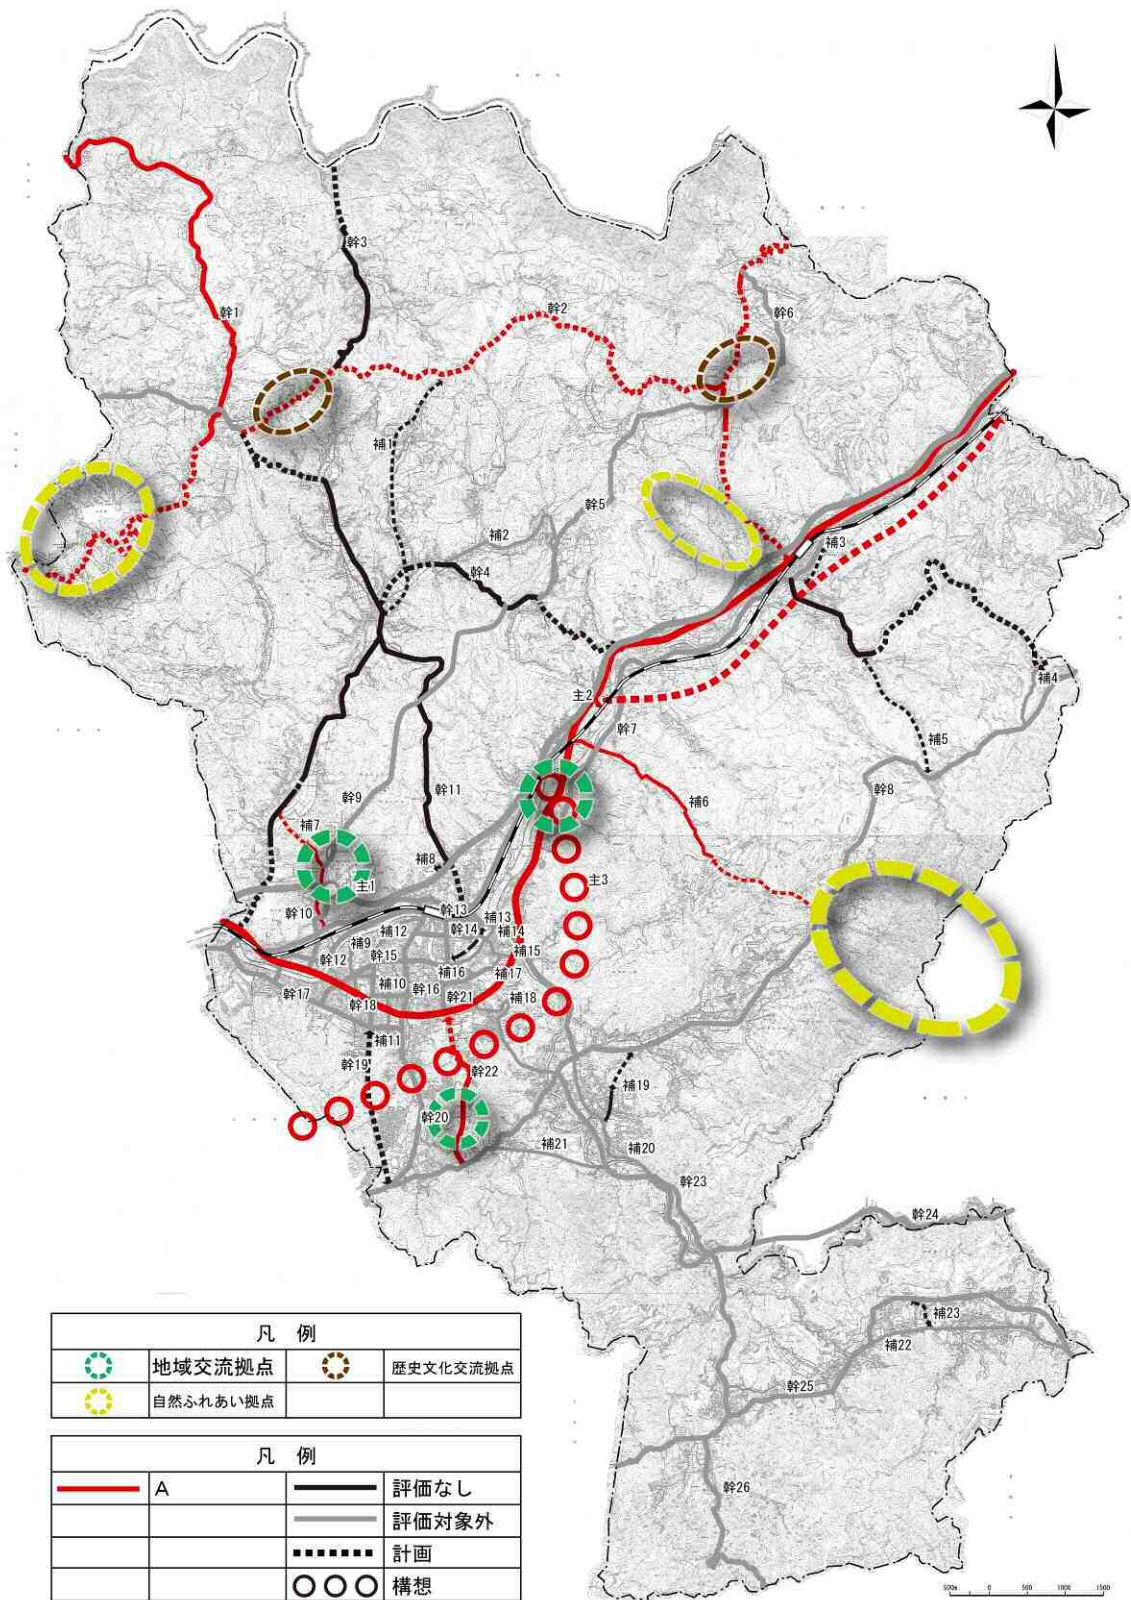 幹3
幹1
幹2
幹6
補1
幹5
補2
補3
幹4
主2
補4
幹7
補5
幹8
幹9
幹11
補6
補7
補8
主1
主3
幹10
幹13
補13
補12
幹14
補14
補9
幹12
幹15
補15
補16
補17
補10
幹16
幹17
幹18
幹21
補18
補11
幹19
幹22
補19
幹20
補21
補20
幹23
幹24
補23
補22
幹25
幹26
凡 例
地域交流拠点 歴史文化交流拠点
自然ふれあい拠点
凡 例
A 評価なし
評価対象外
計画
構想
500m 0 500 1000 1500